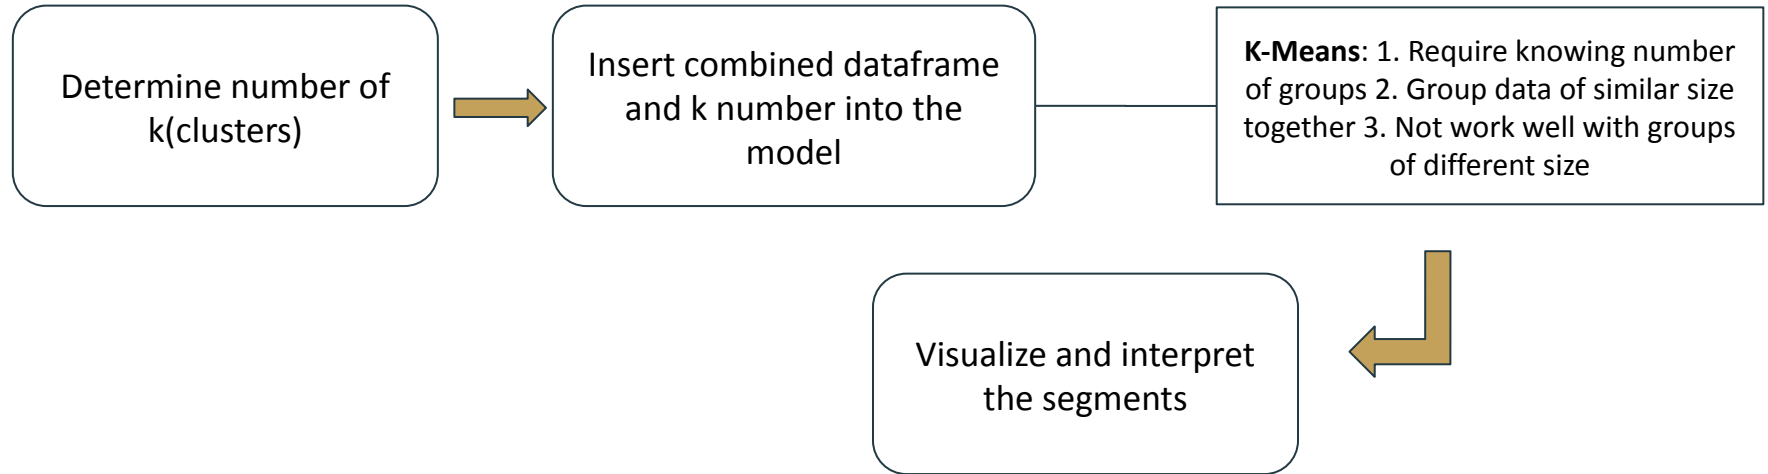 Determine number of
k(clusters)
Insert combined dataframe
and k number into the
model
K-Means: 1. Require knowing number
of groups 2. Group data of similar size
together 3. Not work well with groups
of different size
Visualize and interpret
the segments